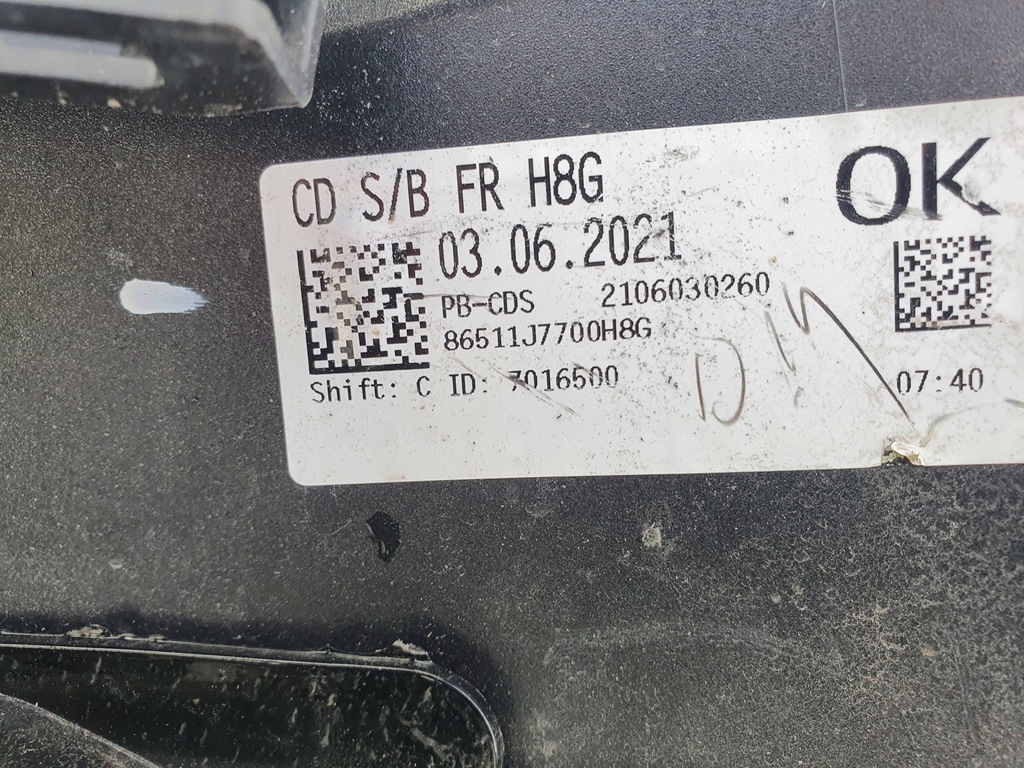 CD S/B FR H8G
OK
03.06.2021
PB-CDS 2106030260
86511J7700H8G
Shift: C ID: 7016500
07:40